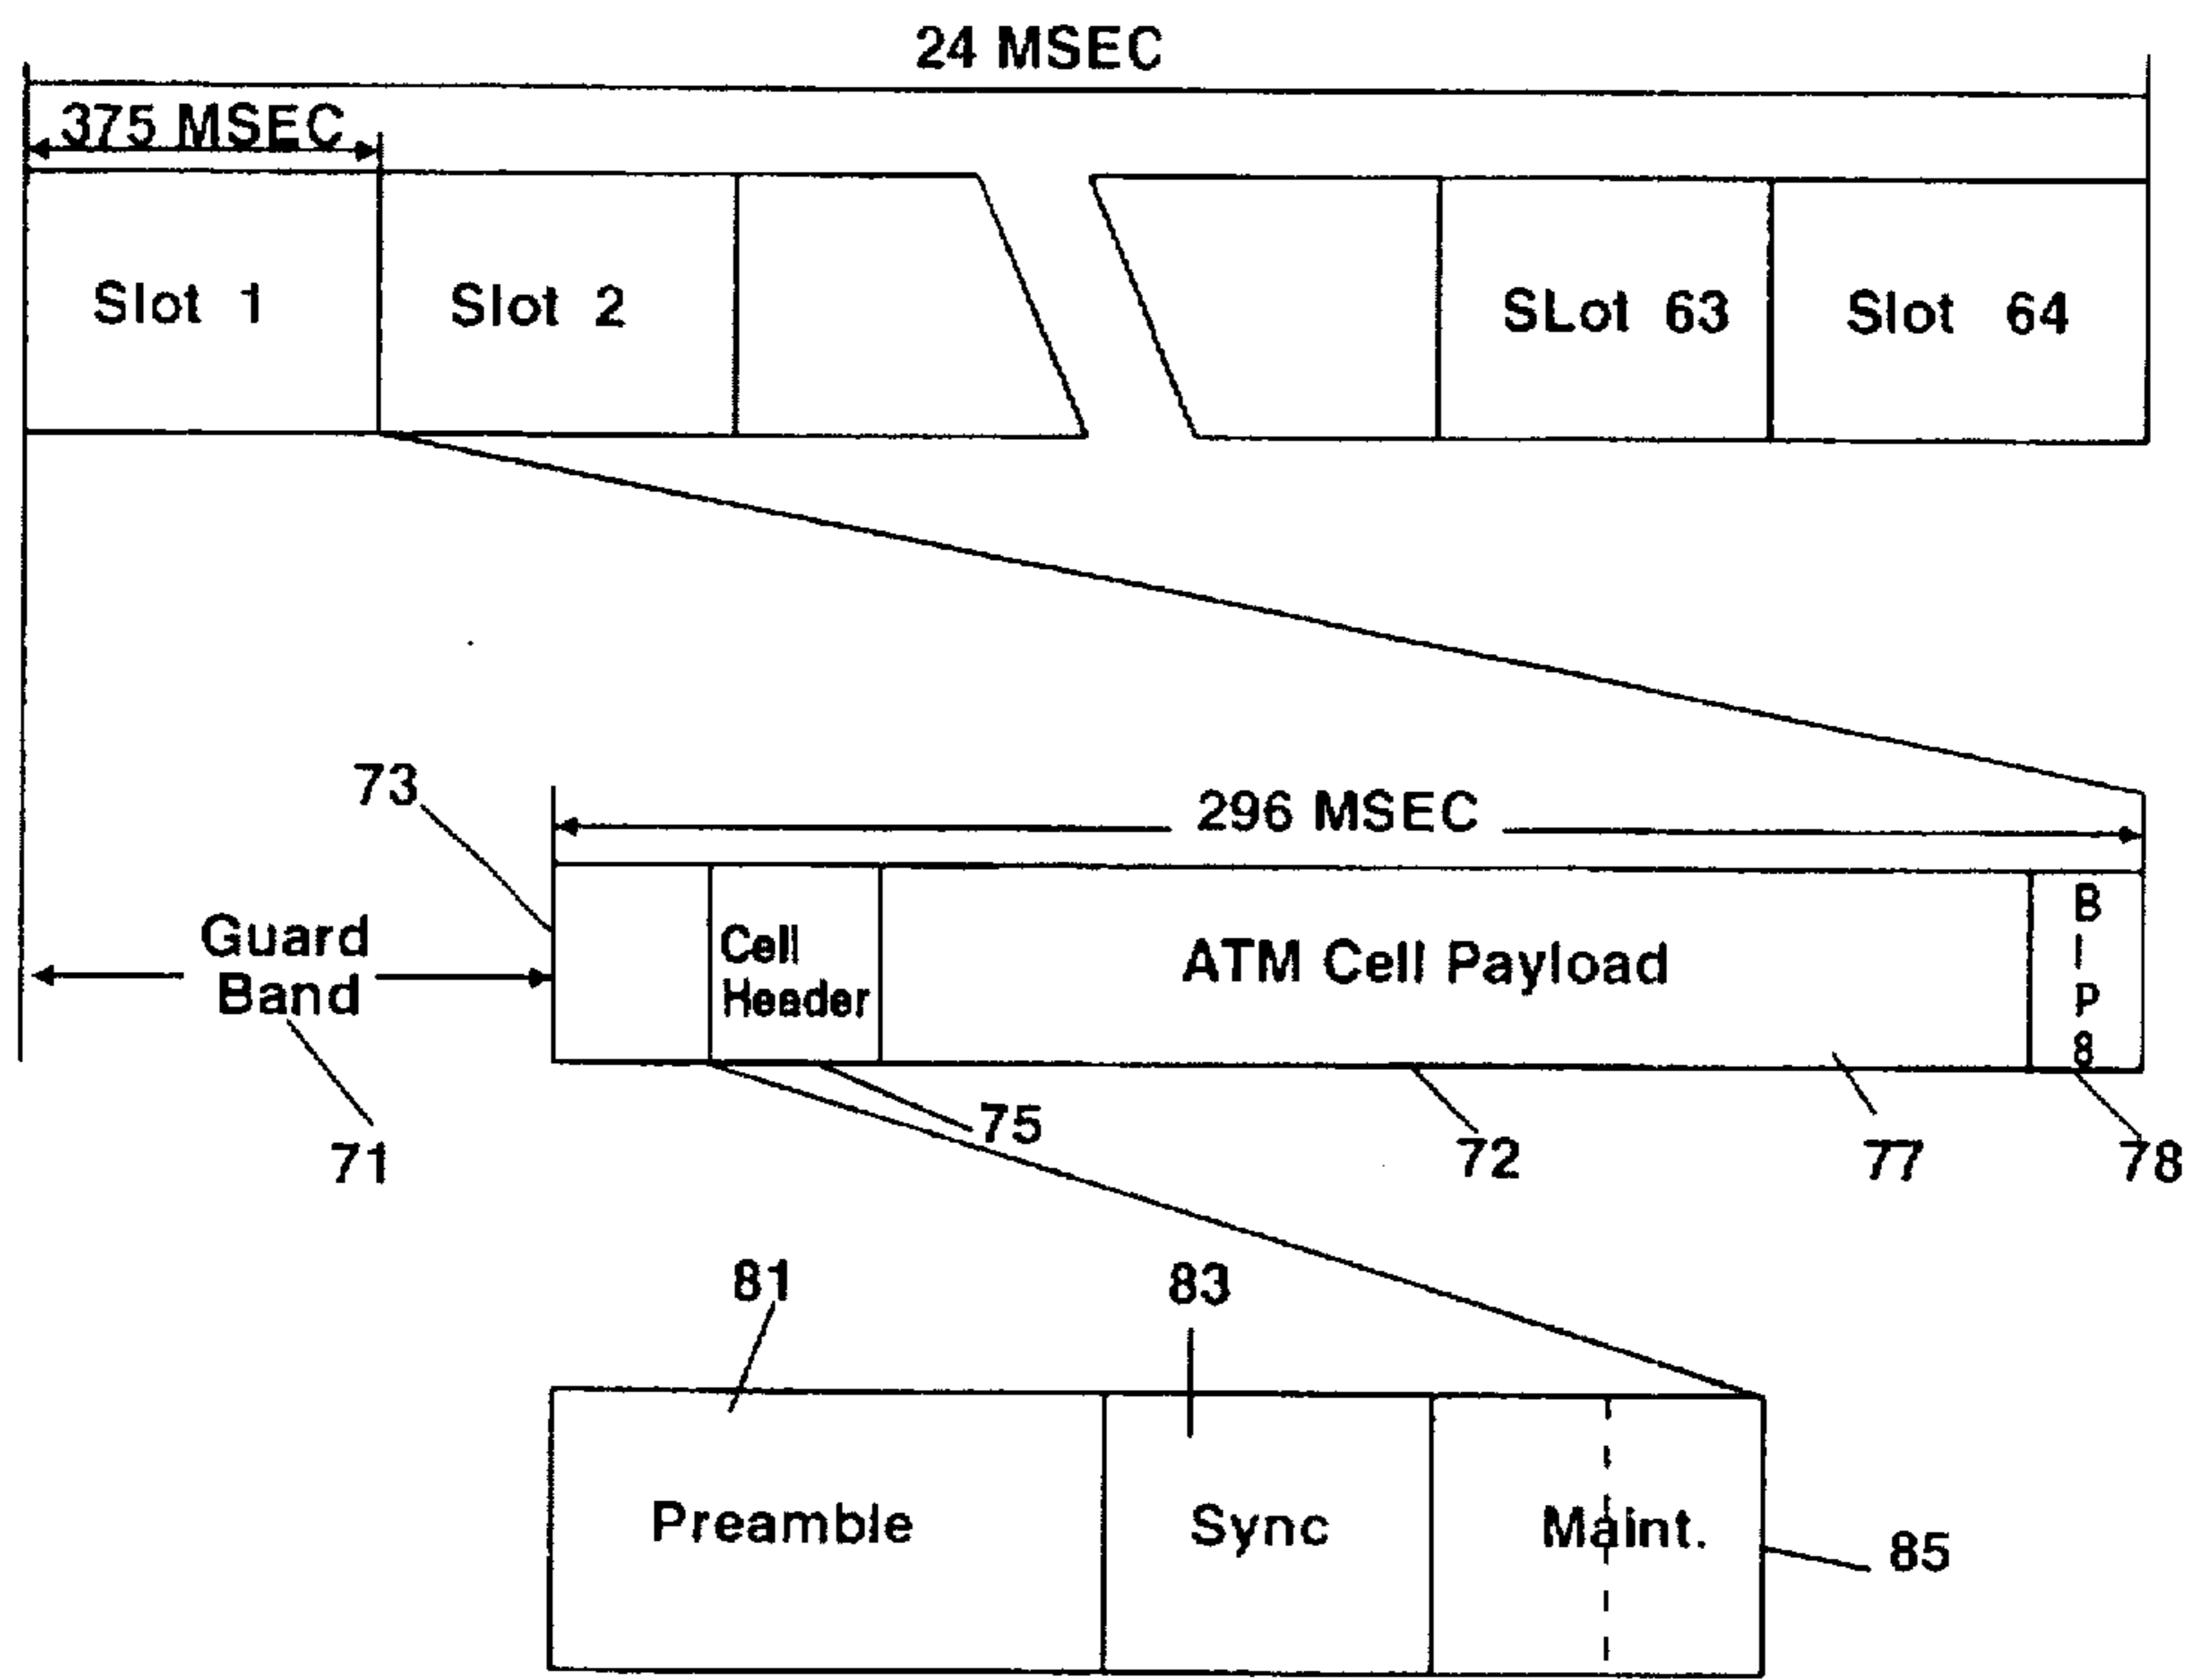 24 MSEC
375 MSEC
Slot 1
Slot 2
SLot 63
Slot 64
73
296 MSEC
Guard
Band
Cell
Header
ATM Cell Payload
B
I
P
8
71
75
72
77
78
81
83
Preamble
Sync
Maint.
85